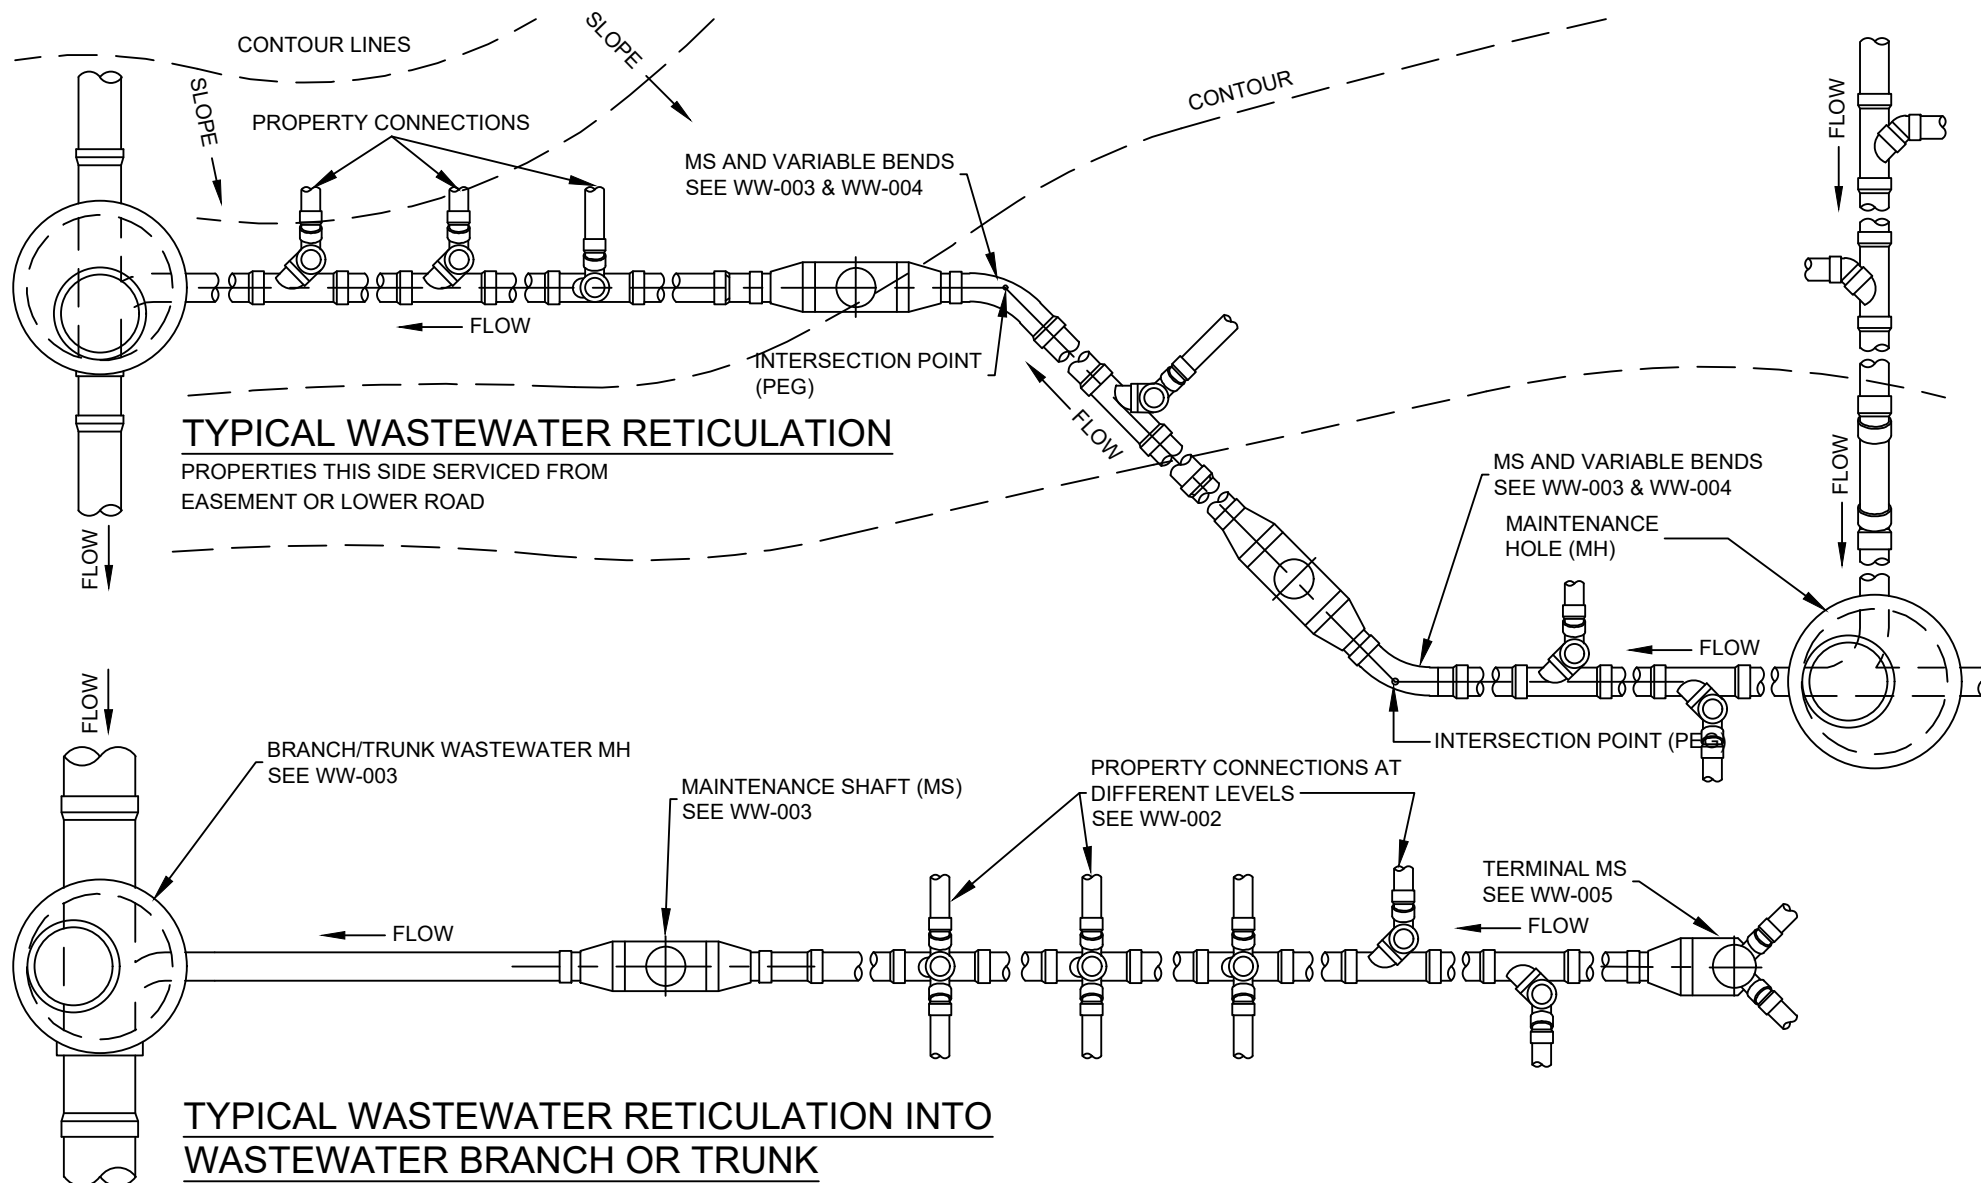 CONTOUR LINES
SLOPE
SLOPE
PROPERTY CONNECTIONS
CONTOUR
FLOW
MS AND VARIABLE BENDS
SEE WW-003 & WW-004
FLOW
INTERSECTION POINT
(PEG)
FLOW
TYPICAL WASTEWATER RETICULATION
PROPERTIES THIS SIDE SERVICED FROM
EASEMENT OR LOWER ROAD
FLOW
MS AND VARIABLE BENDS
SEE WW-003 & WW-004
FLOW
MAINTENANCE
HOLE (MH)
FLOW
FLOW
INTERSECTION POINT (PEG)
FLOW
BRANCH/TRUNK WASTEWATER MH
SEE WW-003
MAINTENANCE SHAFT (MS)
SEE WW-003
PROPERTY CONNECTIONS AT
DIFFERENT LEVELS
SEE WW-002
TERMINAL MS
SEE WW-005
FLOW
FLOW
TYPICAL WASTEWATER RETICULATION INTO
WASTEWATER BRANCH OR TRUNK